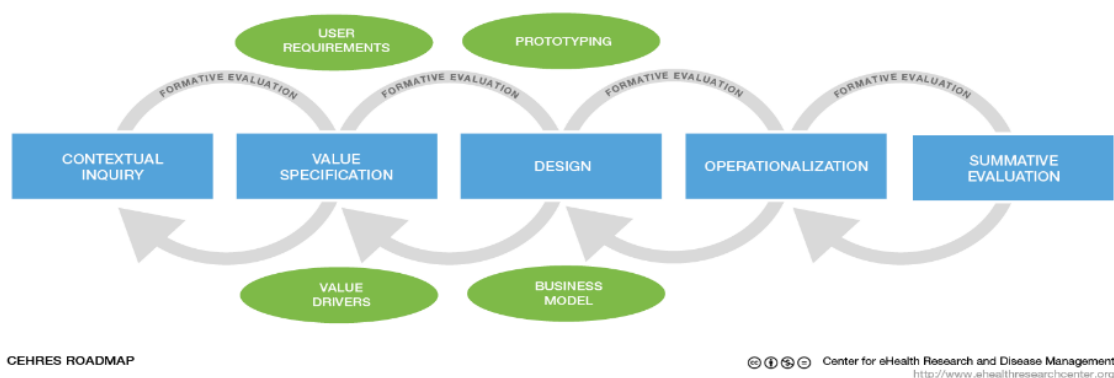 USER
REQUIREMENTS
PROTOTYPING
FORMATIVE EVALUATION
FORMATIVE EVALUATION
FORMATIVE EVALUATION
FORMATIVE EVALUATION
CONTEXTUAL
INQUIRY
VALUE
SPECIFICATION
DESIGN
OPERATIONALIZATION
SUMMATIVE
EVALUATION
VALUE
DRIVERS
BUSINESS
MODEL
CEHRES ROADMAP
Center for eHealth Research and Disease Management
http://www.ehealthresearchcenter.org